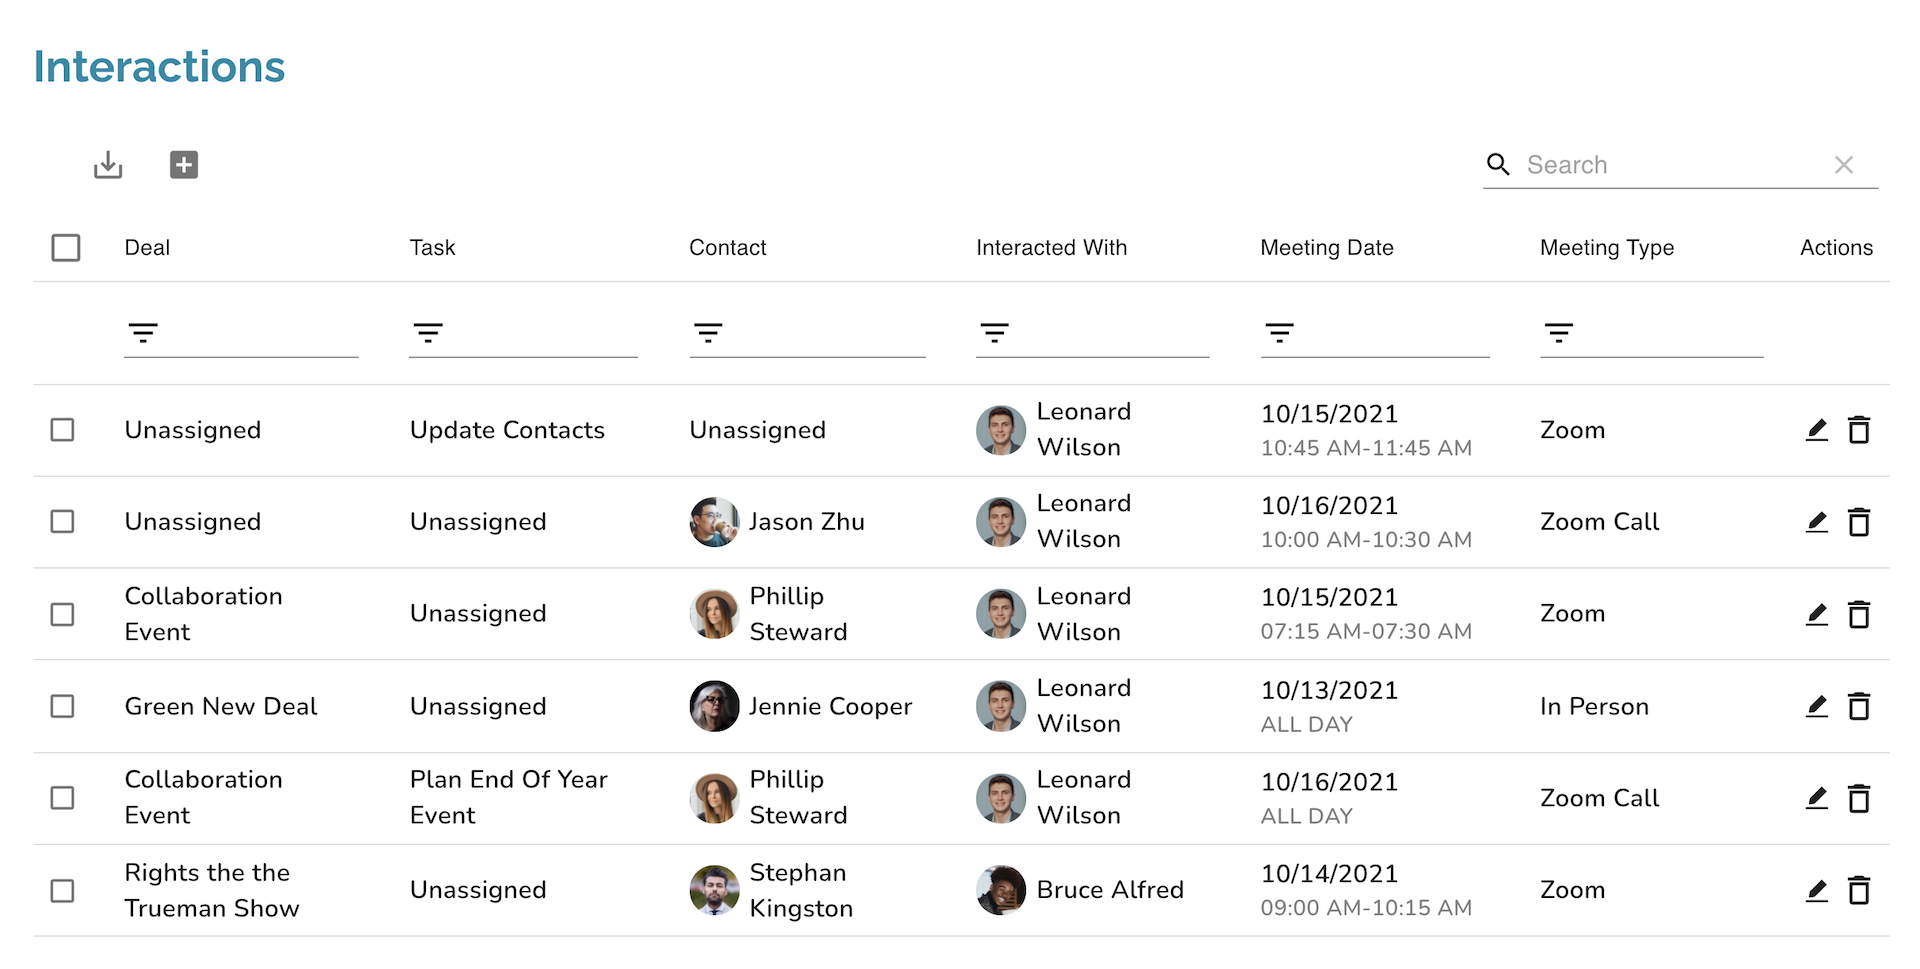 Interactions
Search
Deal Task Contact Interacted With Meeting Date Meeting Type Actions
Unassigned Update Contacts Unassigned Leonard Wilson 10/15/2021 10:45 AM-11:45 AM Zoom
Unassigned Unassigned Jason Zhu Leonard Wilson 10/16/2021 10:00 AM-10:30 AM Zoom Call
Collaboration Event Unassigned Phillip Steward Leonard Wilson 10/15/2021 07:15 AM-07:30 AM Zoom
Green New Deal Unassigned Jennie Cooper Leonard Wilson 10/13/2021 ALL DAY In Person
Collaboration Event Plan End Of Year Event Phillip Steward Leonard Wilson 10/16/2021 ALL DAY Zoom Call
Rights the the Trueman Show Unassigned Stephan Kingston Bruce Alfred 10/14/2021 09:00 AM-10:15 AM Zoom